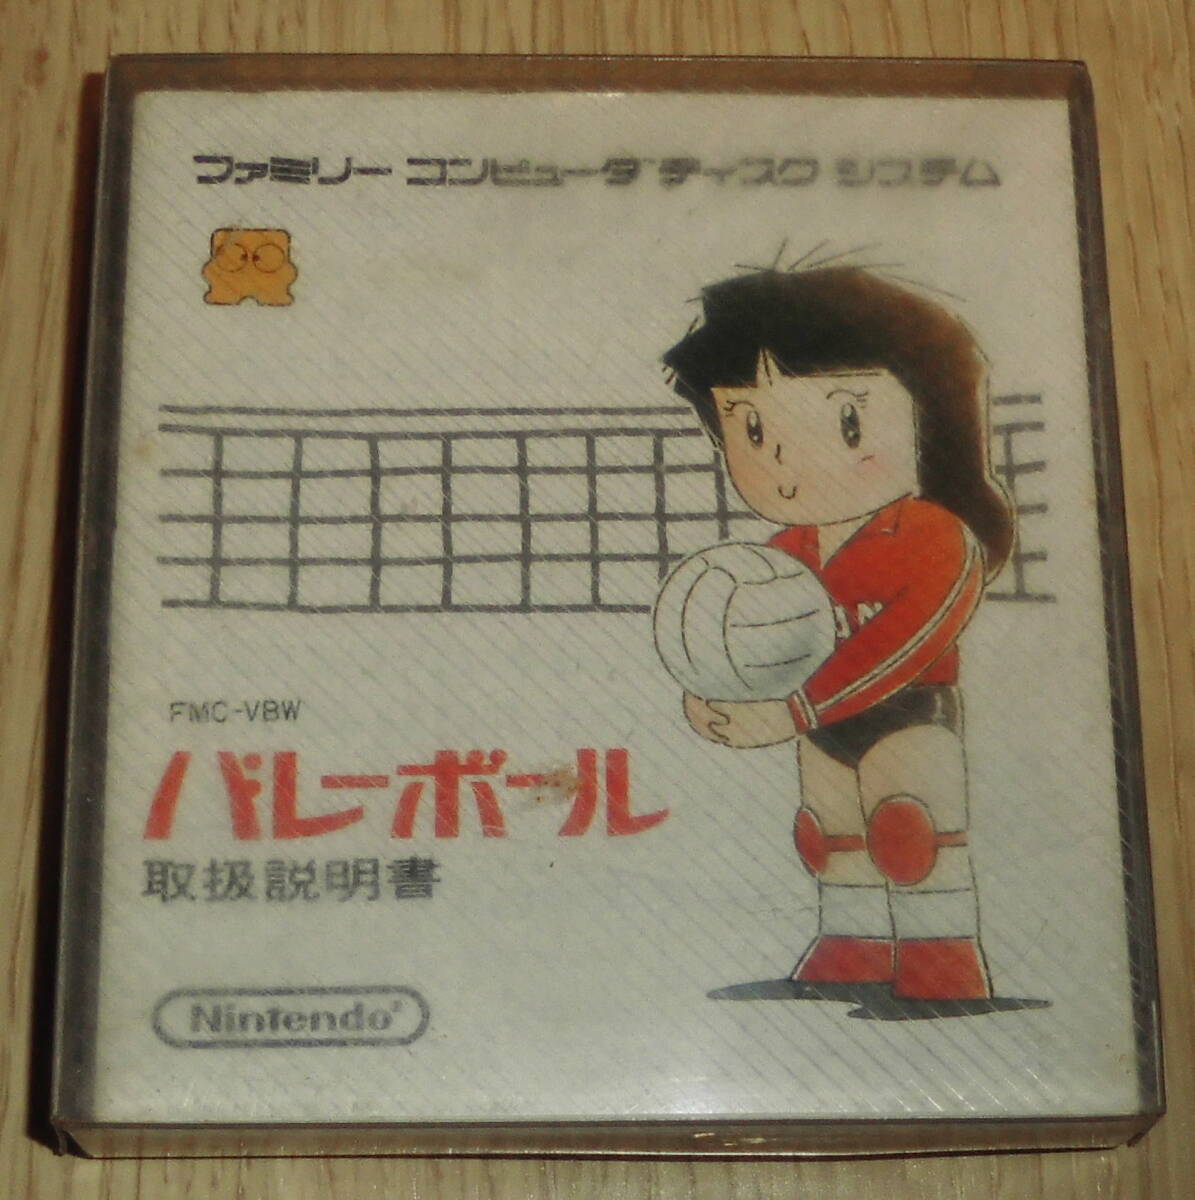 ファミリー コンピュータ ディスク システム
FMC-VBW
バレーボール
取扱説明書
Nintendo®